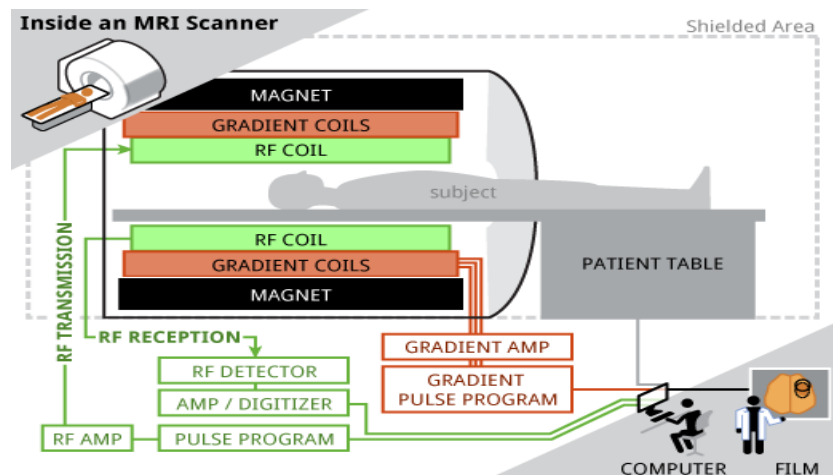 Inside an MRI Scanner
Shielded Area
MAGNET
GRADIENT COILS
RF COIL
subject
RF COIL
GRADIENT COILS
MAGNET
PATIENT TABLE
RF TRANSMISSION
RF RECEPTION
RF DETECTOR
AMP / DIGITIZER
RF AMP
PULSE PROGRAM
GRADIENT AMP
GRADIENT
PULSE PROGRAM
COMPUTER
FILM